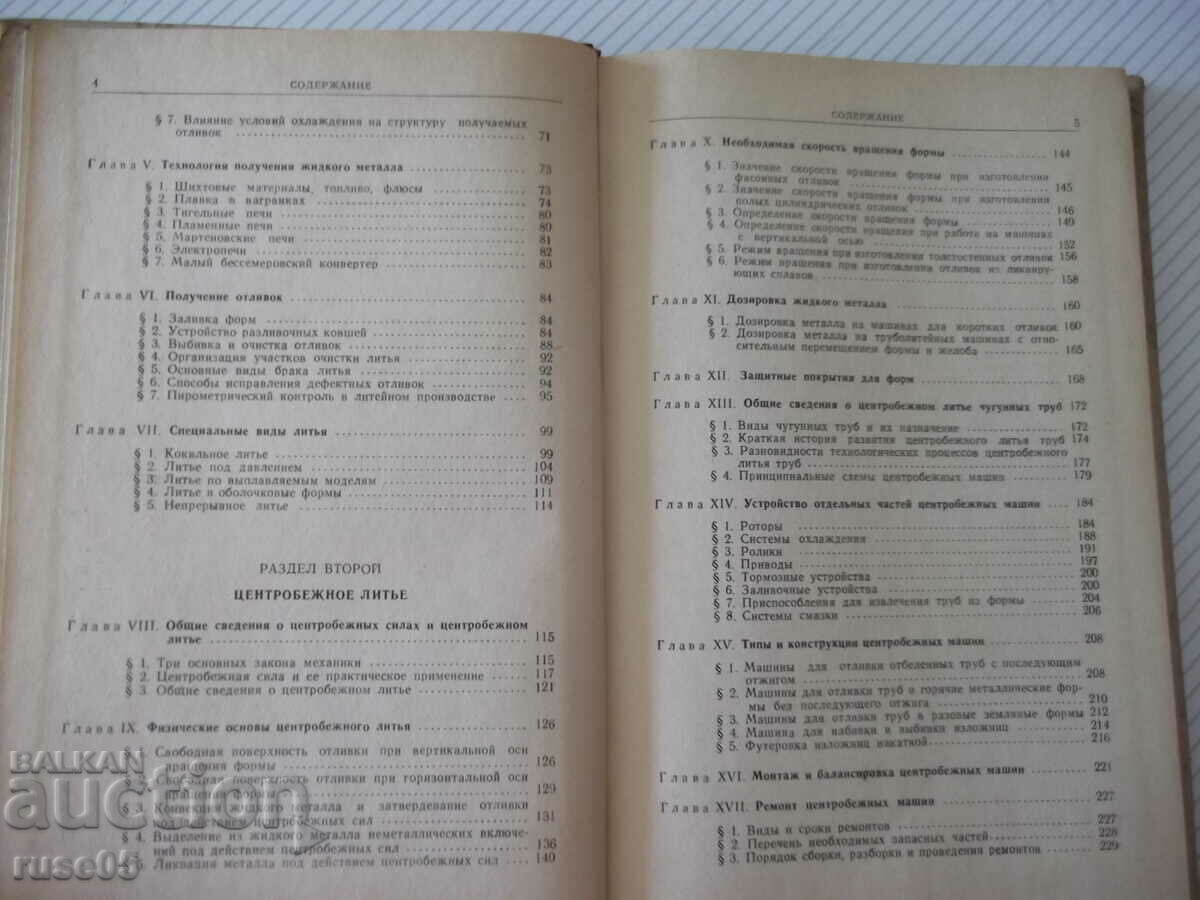 4 СОДЕРЖАНИЕ
§ 7. Влияние условий охлаждения на структуру получаемых
отливок 71
Глава V. Технология получения жидкого металла 73
§ 1. Шихтовые материалы, топливо, флюсы 73
§ 2. Плавка в вагранках 74
§ 3. Тигельные печи 80
§ 4. Пламенные печи 80
§ 5. Мартеновские печи 81
§ 6. Электропечи 82
§ 7. Малый бессемеровский конвертер 83
Глава VI. Получение отливок 84
§ 1. Заливка форм 84
§ 2. Устройство разливочных ковшей 84
§ 3. Выбивка и очистка отливок 88
§ 4. Организация участков очистки литья 92
§ 5. Основные виды брака литья 92
§ 6. Способы исправления дефектных отливок 94
§ 7. Пирометрический контроль в литейном производстве 95
Глава VII. Специальные виды литья 99
§ 1. Кокильное литье 99
§ 2. Литье под давлением 104
§ 3. Литье по выплавляемым моделям 109
§ 4. Литье в оболочковые формы 111
§ 5. Непрерывное литье 114
РАЗДЕЛ ВТОРОЙ
ЦЕНТРОБЕЖНОЕ ЛИТЬЕ
Глава VIII. Общие сведения о центробежных силах и центробежном
литье 115
§ 1. Три основных закона механики 115
§ 2. Центробежная сила и ее практическое применение 117
§ 3. Общие сведения о центробежном литье 121
Глава IX. Физические основы центробежного литья 126
§ 1. Свободная поверхность отливки при вертикальной оси
вращения формы 126
§ 2. Свободная поверхность отливки при горизонтальной оси
вращения формы 129
§ 3. Конвекция жидкого металла и затвердевание отливки
под действием центробежных сил 131
§ 4. Выделение из жидкого металла неметаллических включе-
ний под действием центробежных сил 136
§ 5. Ликвация металла под действием центробежных сил 140
СОДЕРЖАНИЕ 5
Глава X. Необходимая скорость вращения формы 144
§ 1. Значение скорости вращения формы при изготовлении
фасонных отливок 145
§ 2. Значение скорости вращения формы при изготовлении
полых цилиндрических отливок 146
§ 3. Определение скорости вращения формы 149
§ 4. Определение скорости вращения при работе на машинах
с вертикальной осью 152
§ 5. Режим вращения при изготовлении толстостенных отливок 156
§ 6. Режим вращения при изготовлении отливок из ликвиру-
ющих сплавов 158
Глава XI. Дозировка жидкого металла 160
§ 1. Дозировка металла на машинах для коротких отливок 160
§ 2. Дозировка металла на труболитейных машинах с отно-
сительным перемещением формы и желоба 165
Глава XII. Защитные покрытия для форм 168
Глава XIII. Общие сведения о центробежном литье чугунных труб 172
§ 1. Виды чугунных труб и их назначение 172
§ 2. Краткая история развития центробежного литья труб 174
§ 3. Разновидности технологических процессов центробежного
литья труб 177
§ 4. Принципиальные схемы центробежных машин 179
Глава XIV. Устройство отдельных частей центробежных машин 184
§ 1. Роторы 184
§ 2. Системы охлаждения 188
§ 3. Ролики 191
§ 4. Приводы 197
§ 5. Тормозные устройства 200
§ 6. Заливочные устройства 200
§ 7. Приспособления для извлечения труб из формы 204
§ 8. Системы смазки 206
Глава XV. Типы и конструкции центробежных машин 208
§ 1. Машины для отливки отбеленных труб с последующим
отжигом 208
§ 2. Машины для отливки труб в горячие металлические фор-
мы без последующего отжига 210
§ 3. Машины для отливки труб в разовые земляные формы 212
§ 4. Машина для набивки и выбивки изложниц 214
§ 5. Футеровка изложниц накаткой 216
Глава XVI. Монтаж и балансировка центробежных машин 221
Глава XVII. Ремонт центробежных машин 227
§ 1. Виды и сроки ремонтов 227
§ 2. Перечень необходимых запасных частей 228
§ 3. Порядок сборки, разборки и проведения ремонтов 229
BALKAN
auction
ruse05